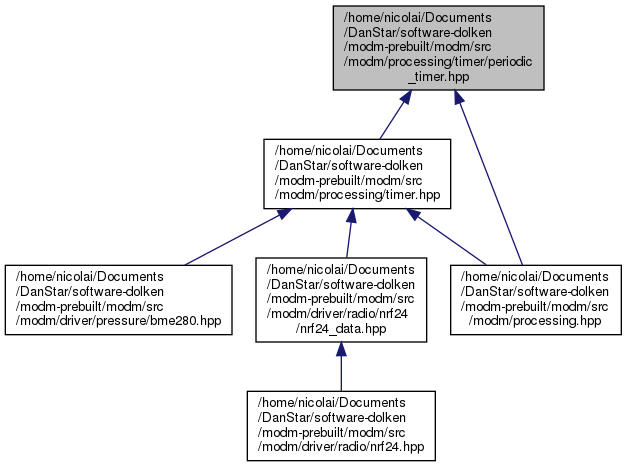 /home/nicolai/Documents
/DanStar/software-dolken
/modm-prebuilt/modm/src
/modm/processing/timer/periodic
_timer.hpp
/home/nicolai/Documents
/DanStar/software-dolken
/modm-prebuilt/modm/src
/modm/processing/timer.hpp
/home/nicolai/Documents
/DanStar/software-dolken
/modm-prebuilt/modm/src
/modm/driver/pressure/bme280.hpp
/home/nicolai/Documents
/DanStar/software-dolken
/modm-prebuilt/modm/src
/modm/driver/radio/nrf24
/nrf24_data.hpp
/home/nicolai/Documents
/DanStar/software-dolken
/modm-prebuilt/modm/src
/modm/processing.hpp
/home/nicolai/Documents
/DanStar/software-dolken
/modm-prebuilt/modm/src
/modm/driver/radio/nrf24.hpp